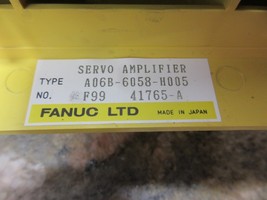 SERVO AMPLIFIER
TYPE A06B-6058-H005
NO. F99 41765-A
FANUC LTD MADE IN JAPAN